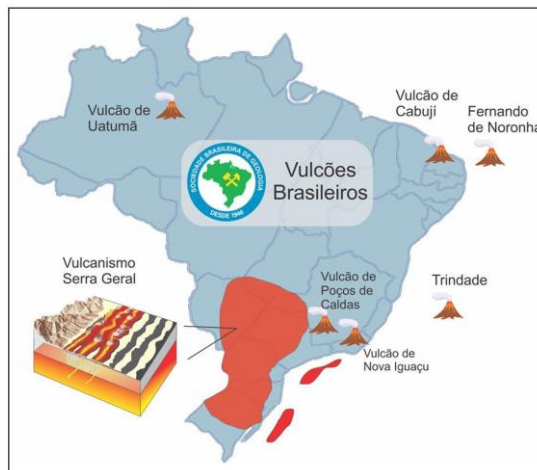 Vulcão de
Uatumã
Vulcão de
Cabují
Fernando
de Noronha
SOCIEDADE BRASILEIRA DE GEOLOGIA
DESDE 1946
Vulcões
Brasileiros
Vulcanismo
Serra Geral
Vulcão de
Poços de
Caldas
Trindade
Vulcão de
Nova Iguaçu